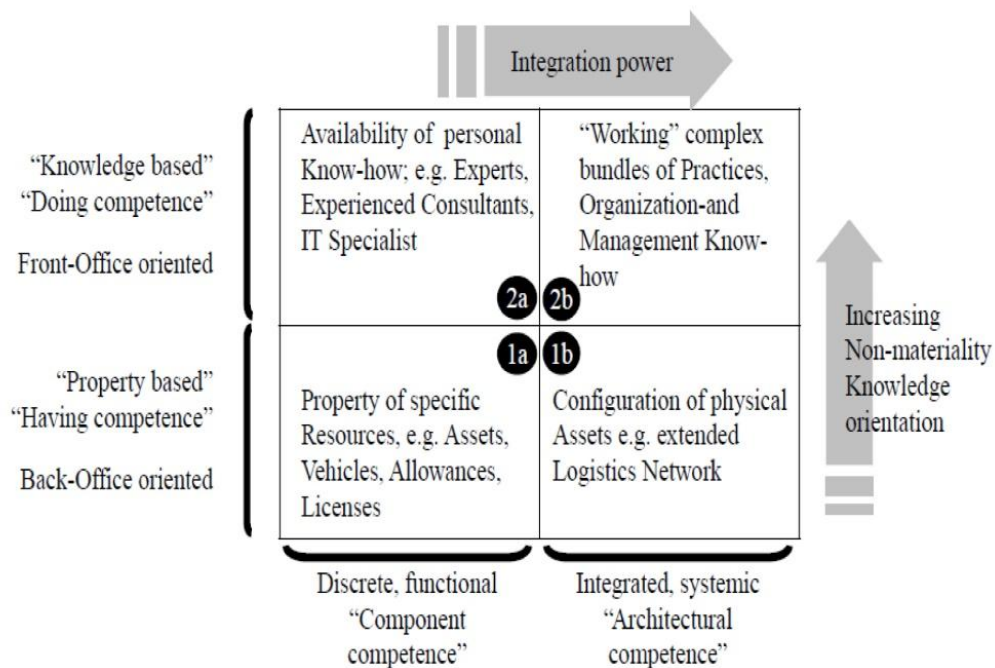 Integration power
“Knowledge based”
“Doing competence”
Front-Office oriented
Availability of personal
Know-how; e.g. Experts,
Experienced Consultants,
IT Specialist
“Working” complex
bundles of Practices,
Organization-and
Management Know-
how
2a
2b
1a
1b
“Property based”
“Having competence”
Back-Office oriented
Property of specific
Resources, e.g. Assets,
Vehicles, Allowances,
Licenses
Configuration of physical
Assets e.g. extended
Logistics Network
Increasing
Non-materiality
Knowledge
orientation
Discrete, functional
“Component
competence”
Integrated, systemic
“Architectural
competence”